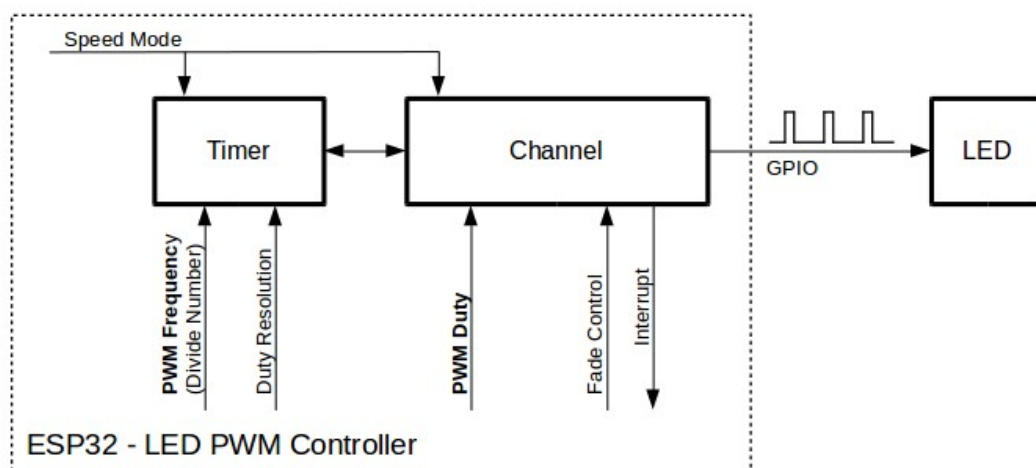 Speed Mode
Timer
Channel
GPIO
LED
PWM Frequency
(Divide Number)
Duty Resolution
PWM Duty
Fade Control
Interrupt
ESP32 - LED PWM Controller